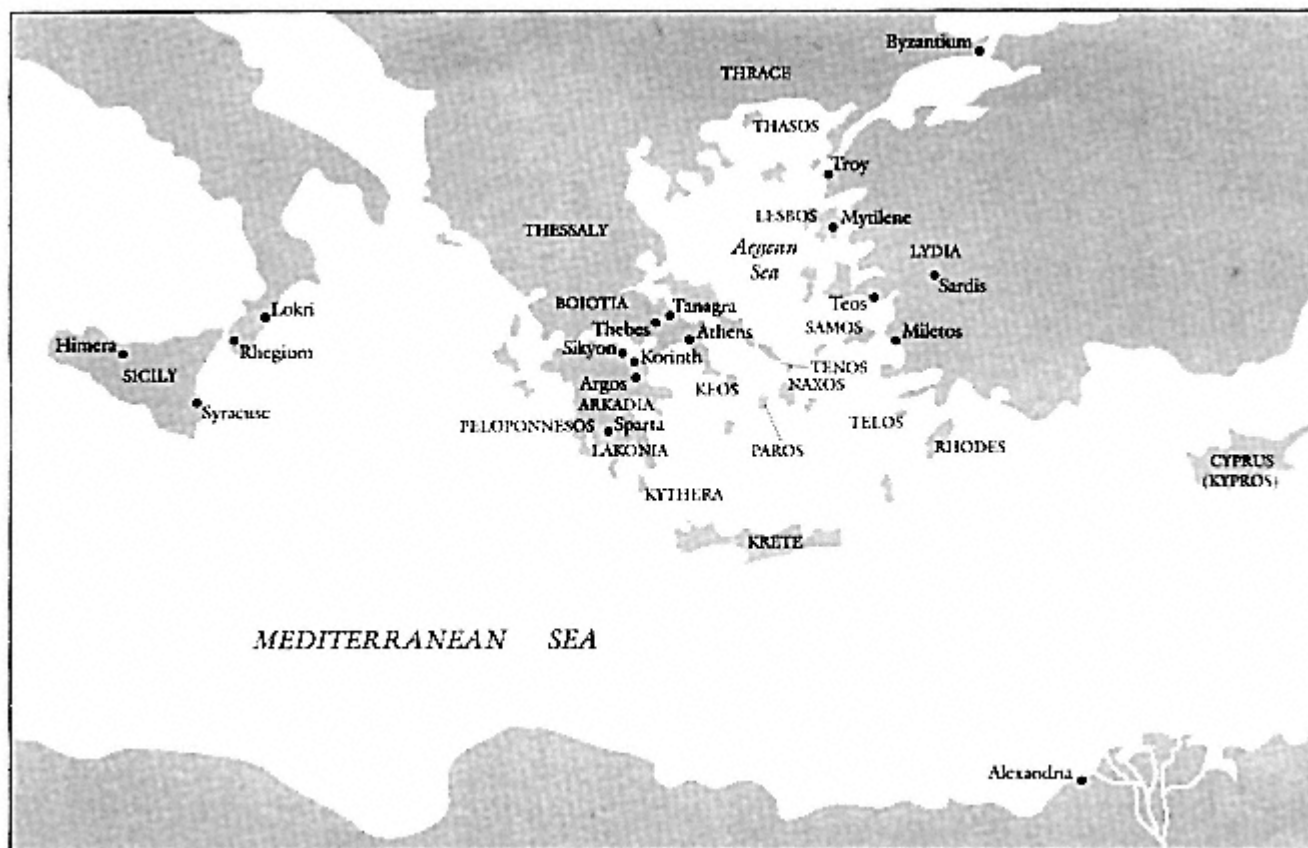 Byzantium
THRACE
THASOS
Troy
LESBOS
Mytilene
THESSALY
Aegean
Sea
LYDIA
Sardis
Teos
BOIOTIA
Tanagra
Lokri
Thebes
Athens
SAMOS
Miletos
Himera
Rhegium
Sikyon
Korinth
SICILY
TENOS
Argos
KEOS
NAXOS
ARKADIA
Syracuse
PELOPONNESOS
Sparta
TELOS
LAKONIA
PAROS
RHODES
CYPRUS
(KYPROS)
KYTHERA
KRETE
MEDITERRANEAN SEA
Alexandria